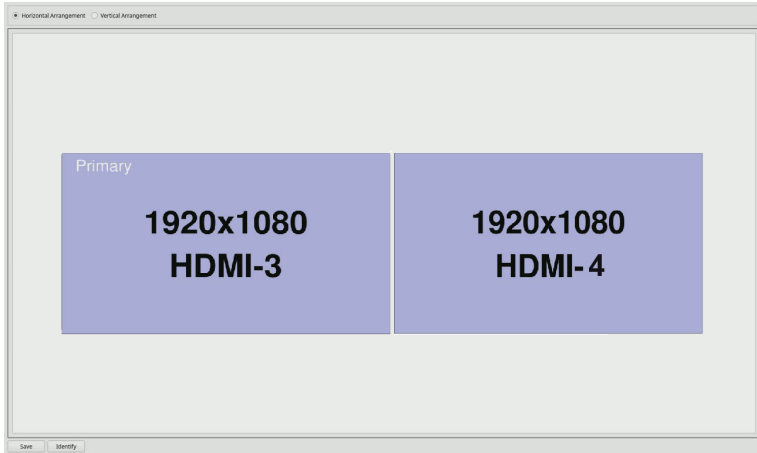 Horizontal Arrangement Vertical Arrangement
Primary
1920x1080
HDMI-3
1920x1080
HDMI-4
Save Identify